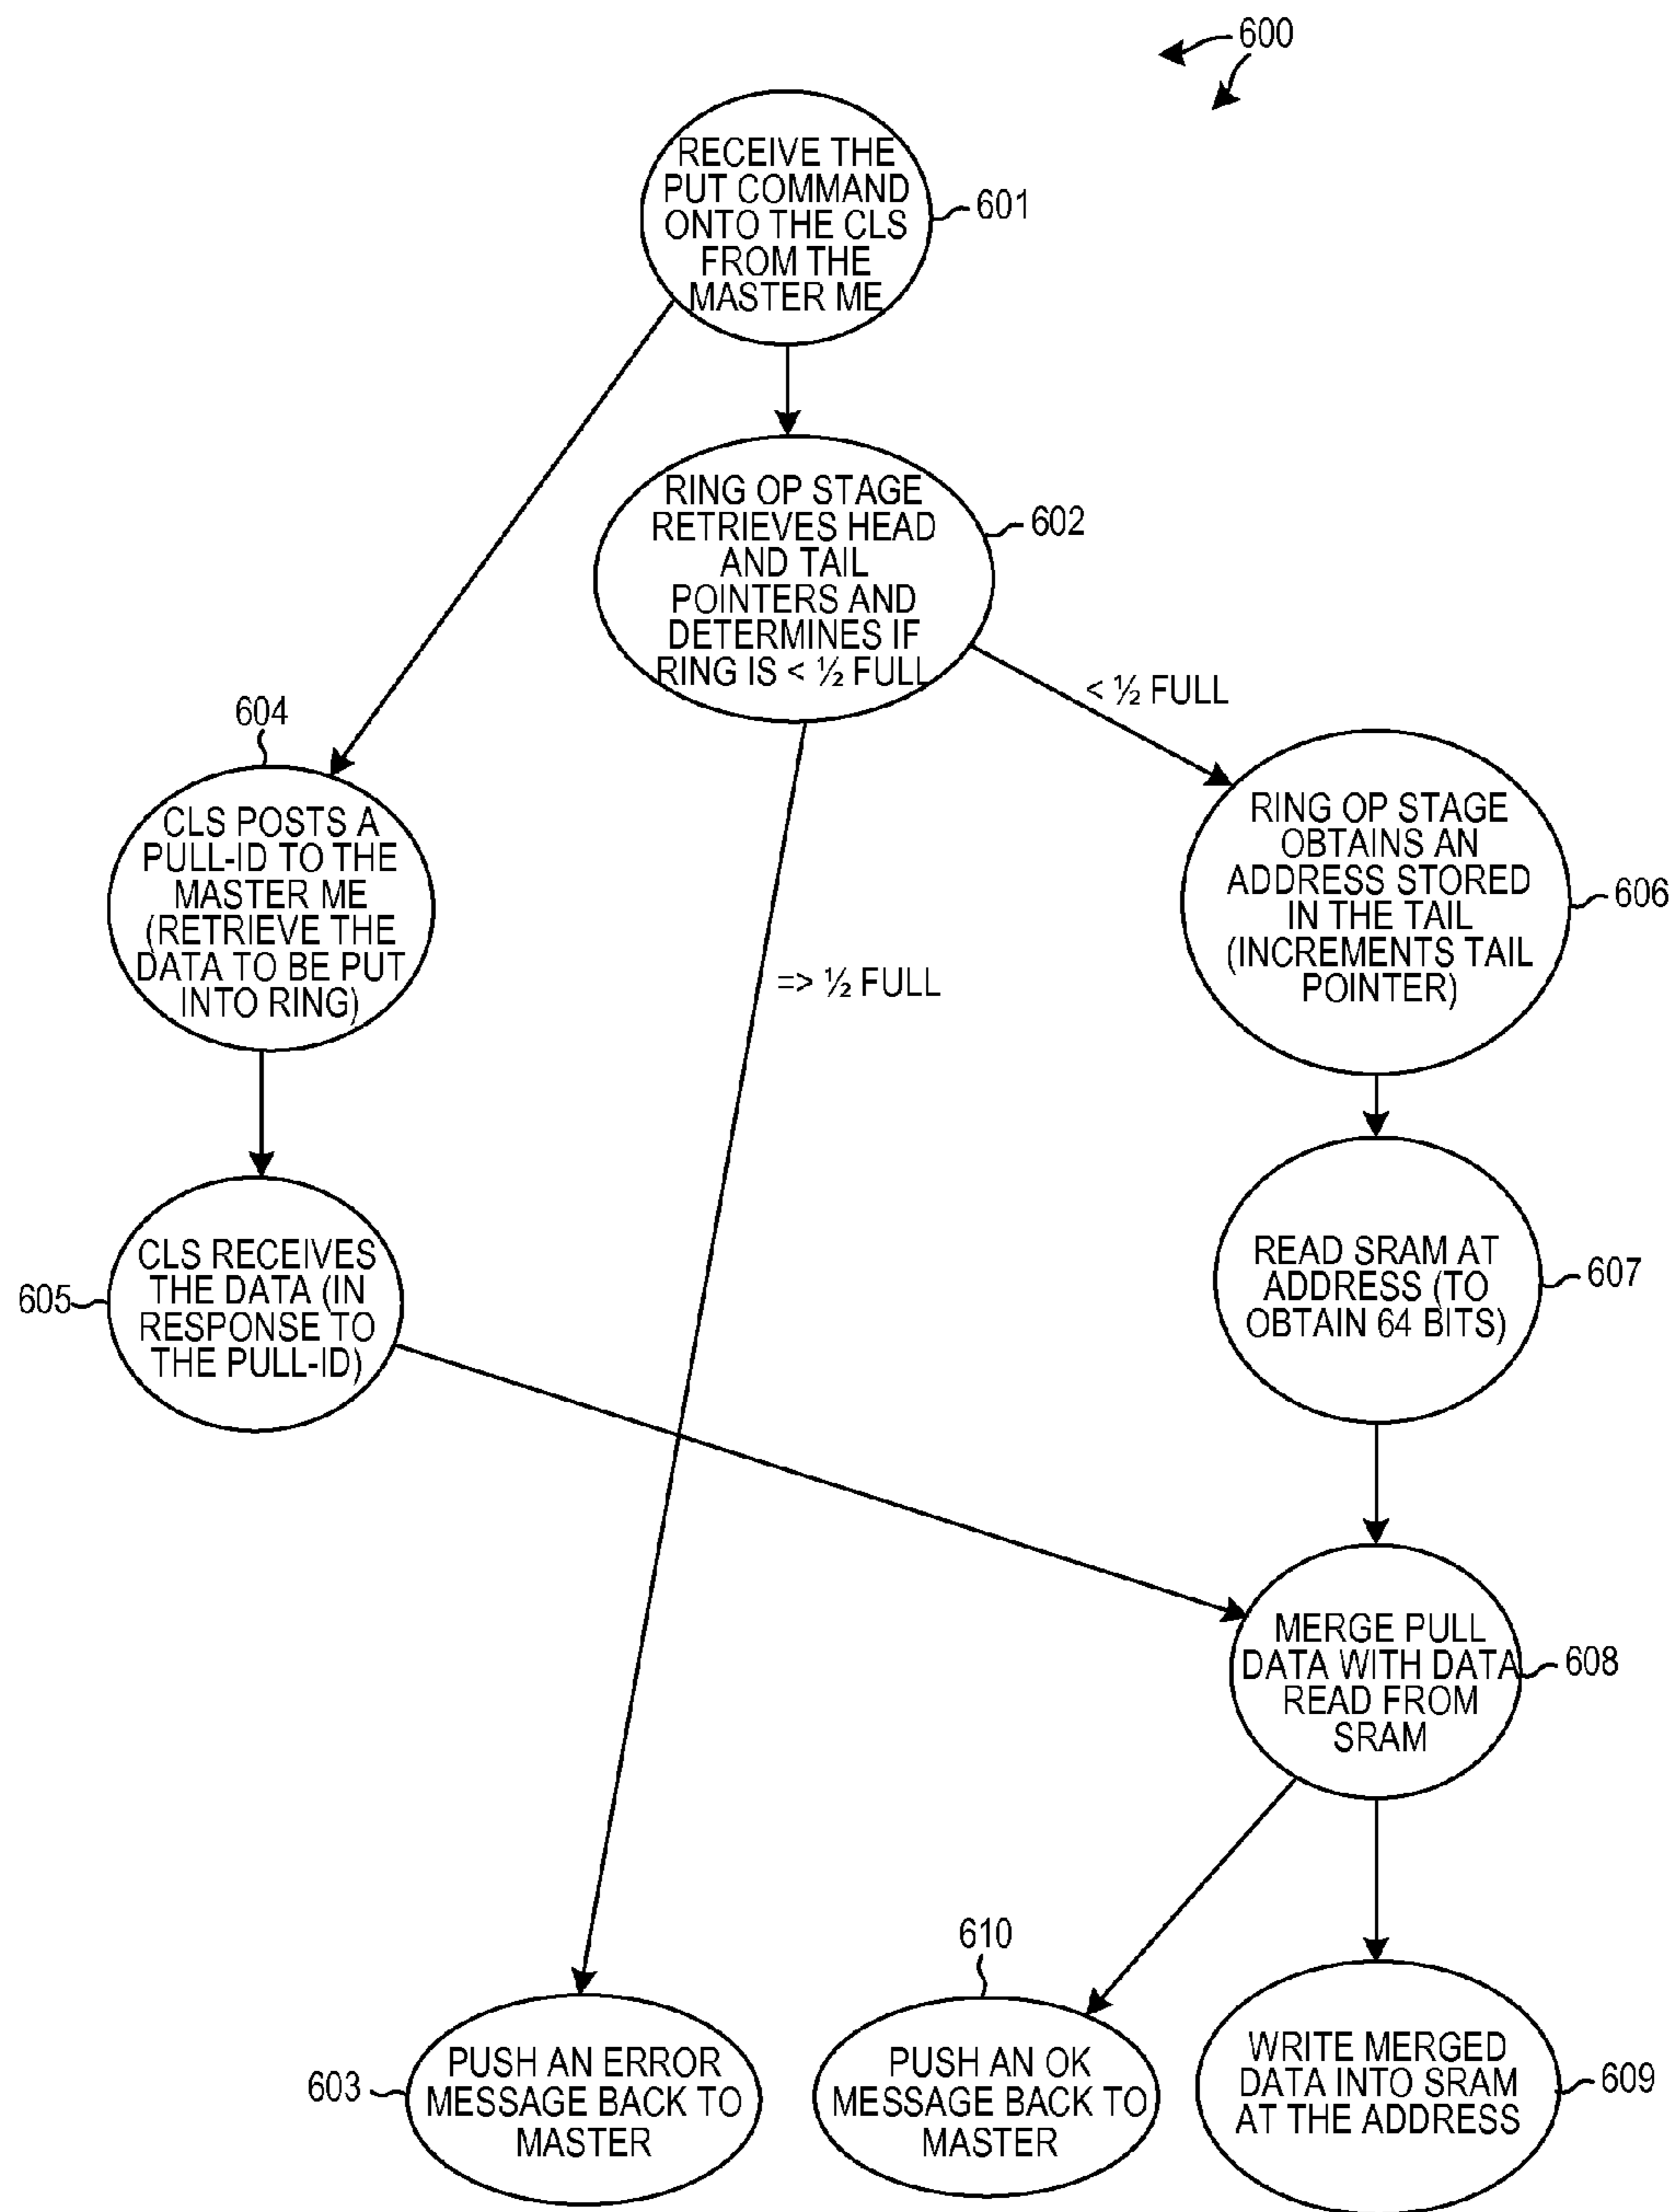 600
RECEIVE THE
PUT COMMAND
ONTO THE CLS
FROM THE
MASTER ME
601
RING OP STAGE
RETRIEVES HEAD
AND TAIL
POINTERS AND
DETERMINES IF
RING IS < ½ FULL
602
< ½ FULL
604
CLS POSTS A
PULL-ID TO THE
MASTER ME
(RETRIEVE THE
DATA TO BE PUT
INTO RING)
=> ½ FULL
RING OP STAGE
OBTAINS AN
ADDRESS STORED
IN THE TAIL
(INCREMENTS TAIL
POINTER)
606
605
CLS RECEIVES
THE DATA (IN
RESPONSE TO
THE PULL-ID)
READ SRAM AT
ADDRESS (TO
OBTAIN 64 BITS)
607
MERGE PULL
DATA WITH DATA
READ FROM
SRAM
608
603
PUSH AN ERROR
MESSAGE BACK TO
MASTER
610
PUSH AN OK
MESSAGE BACK TO
MASTER
WRITE MERGED
DATA INTO SRAM
AT THE ADDRESS
609